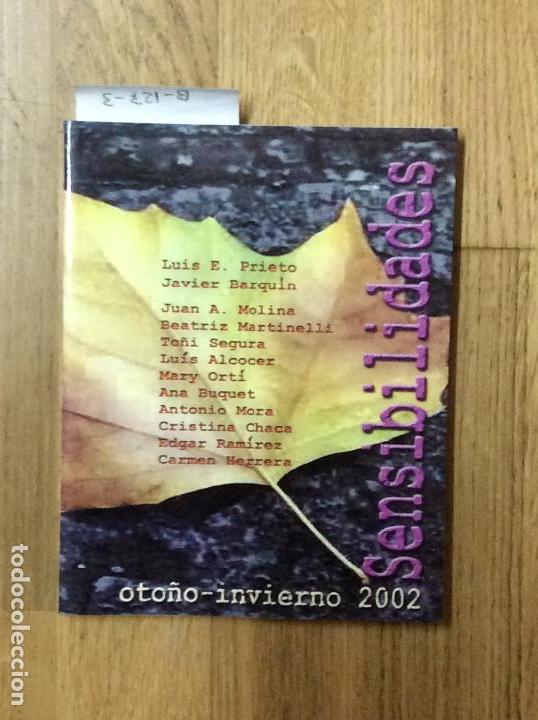 B-127-3
Sensibilidades
Luis E. Prieto
Javier Barquín
Juan A. Molina
Beatriz Martinelli
Toñi Segura
Luís Alcocer
Mary Ortí
Ana Buquet
Antonio Mora
Cristina Chaca
Edgar Ramírez
Carmen Herrera
otoño-invierno 2002
todocoleccion.net